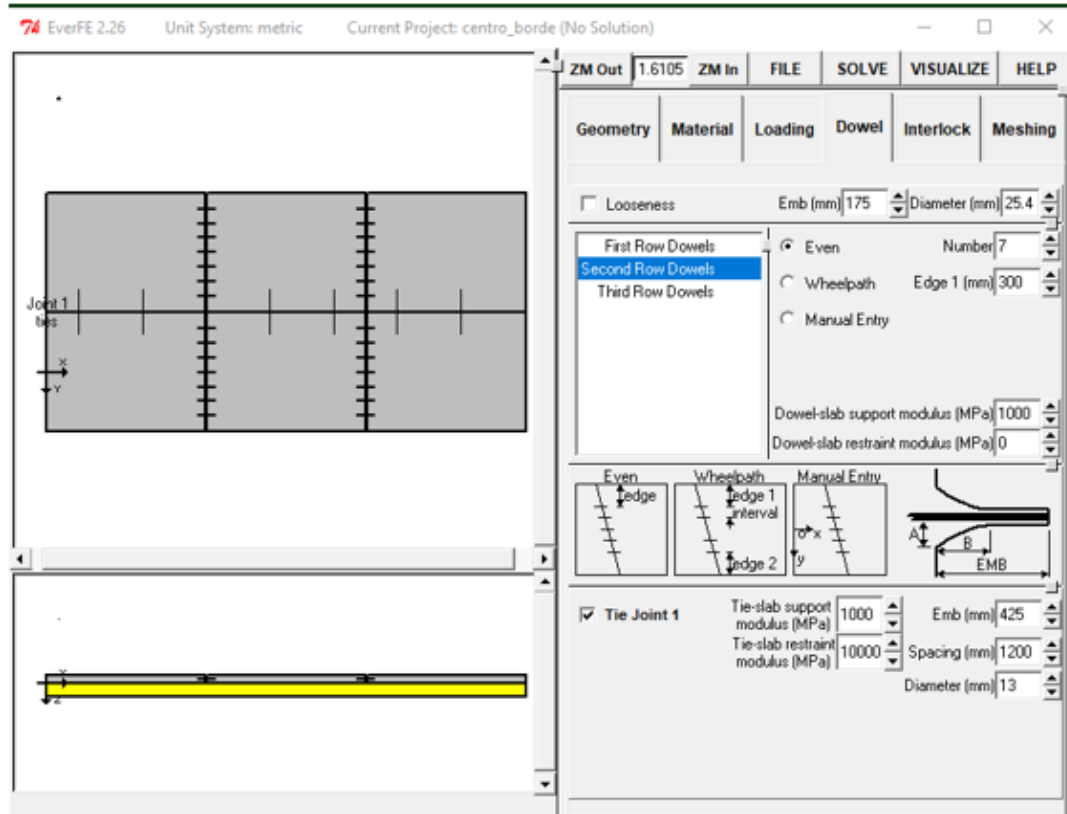 EverFE 2.26 Unit System: metric Current Project: centro_borde (No Solution)
ZM Out 1.6105 ZM In FILE SOLVE VISUALIZE HELP
Geometry Material Loading Dowel Interlock Meshing
Looseness Emb (mm) 175 Diameter (mm) 25.4
First Row Dowels
Second Row Dowels
Third Row Dowels
Even Number 7
Wheelpath Edge 1 (mm) 300
Manual Entry
Dowel-slab support modulus (MPa) 1000
Dowel-slab restraint modulus (MPa) 0
Even Wheelpath Manual Entry
edge edge 1
interval
edge 2
o x
y
A
B
EMB
Tie Joint 1
Tie-slab support modulus (MPa) 1000
Tie-slab restraint modulus (MPa) 10000
Emb (mm) 425
Spacing (mm) 1200
Diameter (mm) 13
Joint 1
ties
X
Y
X
Z